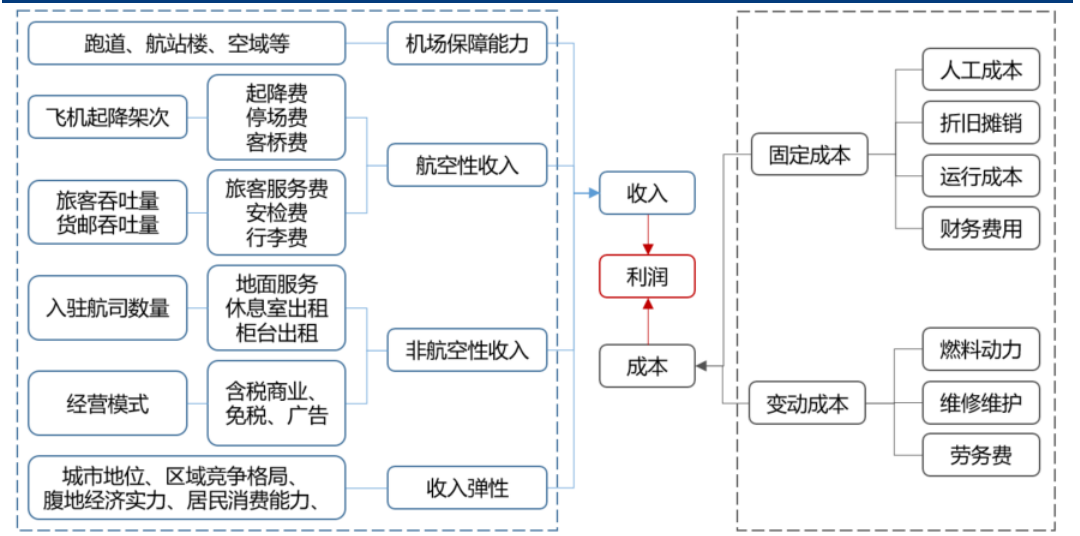 跑道、航站楼、空域等
机场保障能力
飞机起降架次
起降费
停场费
客桥费
航空性收入
旅客吞吐量
货邮吞吐量
旅客服务费
安检费
行李费
入驻航司数量
地面服务
休息室出租
柜台出租
非航空性收入
经营模式
含税商业、
免税、广告
城市地位、区域竞争格局、
腹地经济实力、居民消费能力、
收入弹性
收入
利润
成本
固定成本
人工成本
折旧摊销
运行成本
财务费用
变动成本
燃料动力
维修维护
劳务费